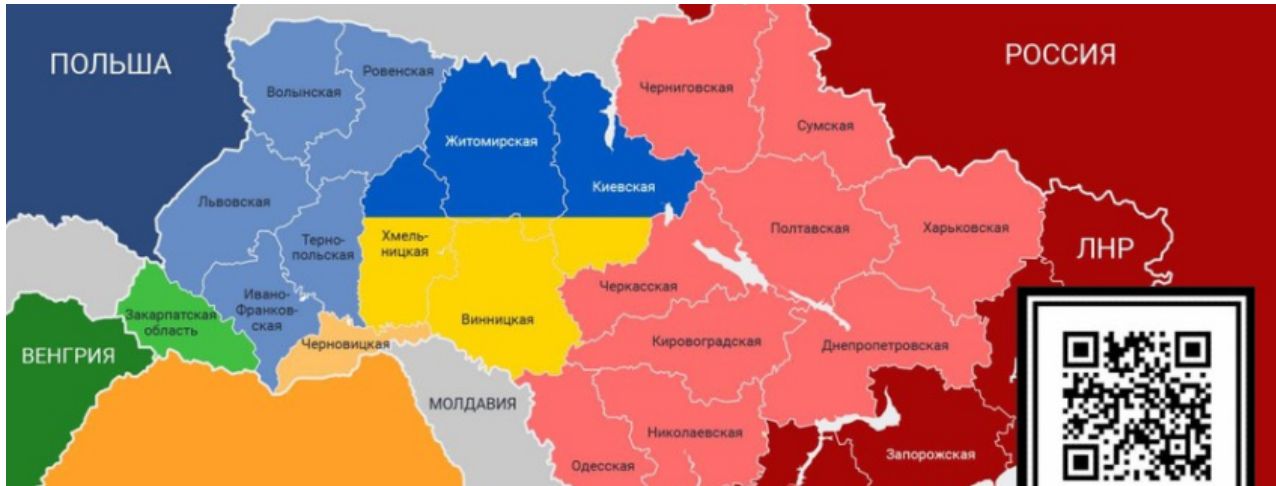 ПОЛЬША
РОССИЯ
Ровенская
Волынская
Черниговская
Сумская
Житомирская
Киевская
Львовская
Терно-
польская
Хмель-
ницкая
Полтавская
Харьковская
ЛНР
Черкасская
Ивано-
Франков-
ская
Закарпатская
область
Винницкая
Черновицкая
Кировоградская
Днепропетровская
ВЕНГРИЯ
МОЛДАВИЯ
Николаевская
Одесская
Запорожская